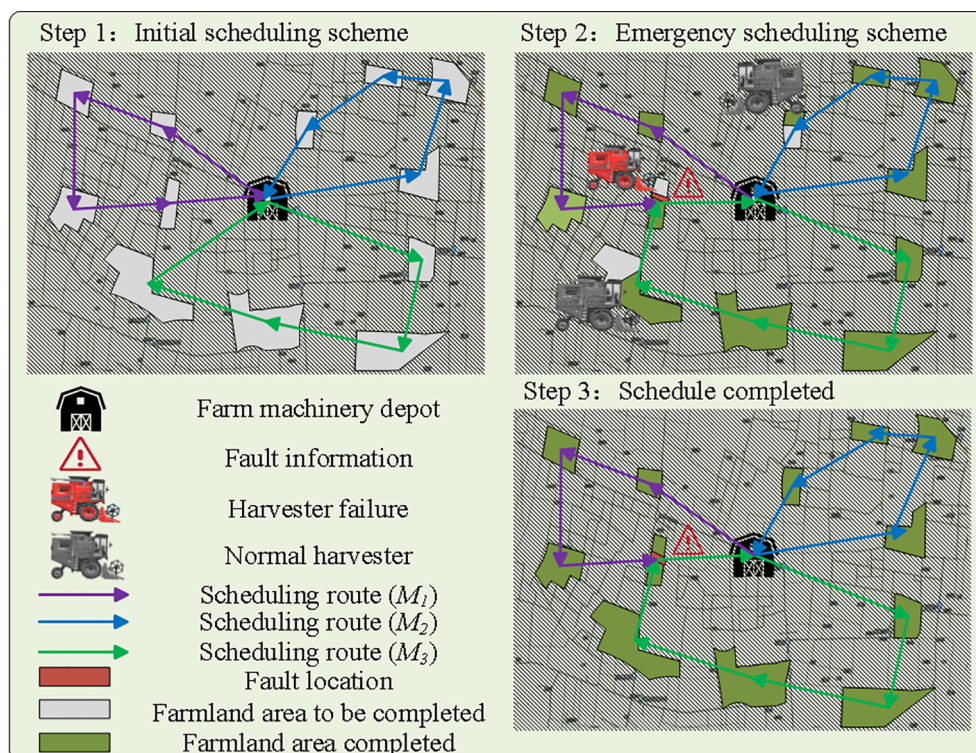 Step 1: Initial scheduling scheme
Step 2: Emergency scheduling scheme
Step 3: Schedule completed
Farm machinery depot
Fault information
Harvester failure
Normal harvester
Scheduling route (M1)
Scheduling route (M2)
Scheduling route (M3)
Fault location
Farmland area to be completed
Farmland area completed